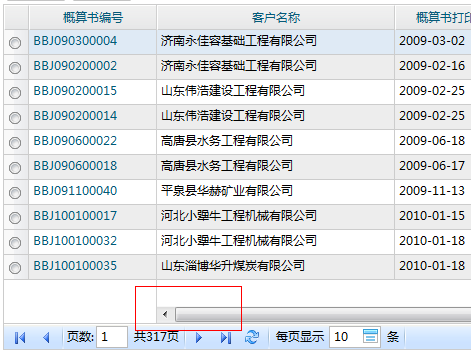 概算书编号 客户名称 概算书打印
BBJ090300004 济南永佳容基础工程有限公司 2009-03-02
BBJ090200002 济南永佳容基础工程有限公司 2009-02-16
BBJ090200015 山东伟浩建设工程有限公司 2009-02-25
BBJ090200014 山东伟浩建设工程有限公司 2009-02-25
BBJ090600022 高唐县水务工程有限公司 2009-06-18
BBJ090600018 高唐县水务工程有限公司 2009-06-17
BBJ091100040 平泉县华赫矿业有限公司 2009-11-13
BBJ100100017 河北小犟牛工程机械有限公司 2010-01-15
BBJ100100032 河北小犟牛工程机械有限公司 2010-01-18
BBJ100100035 山东淄博华升煤炭有限公司 2010-01-18
页数: 1 共317页 每页显示 10 条